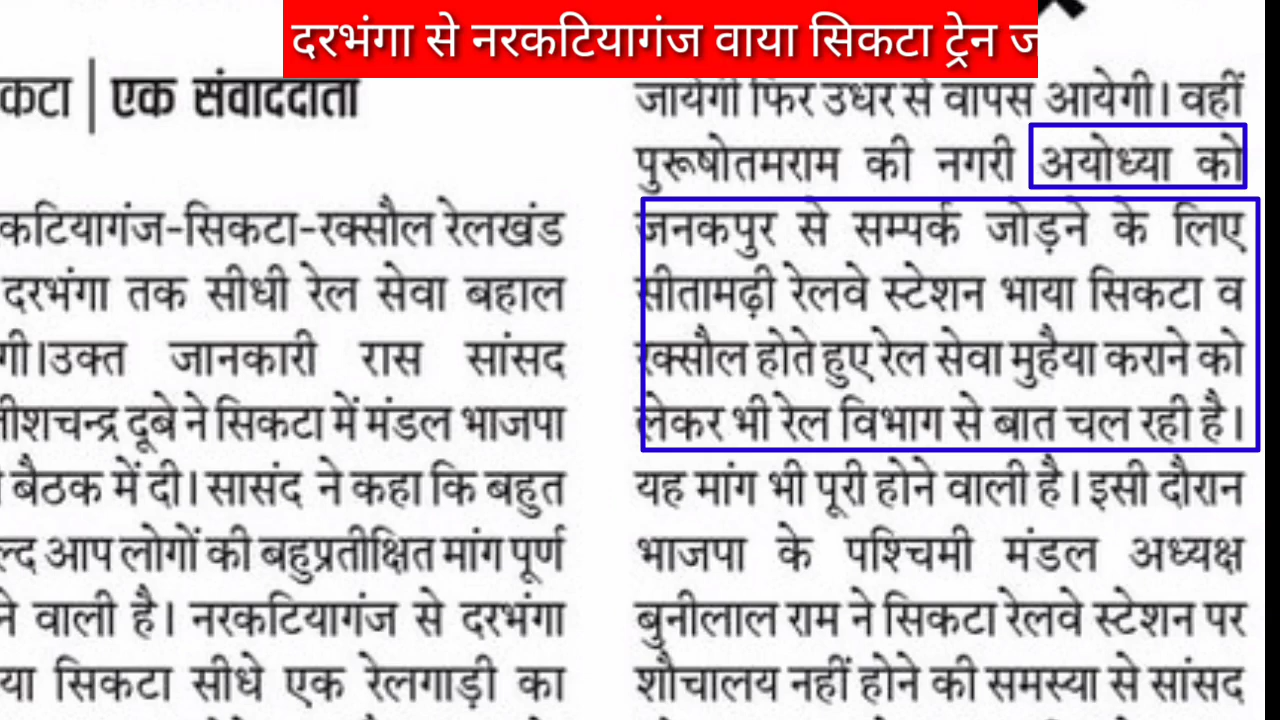 दरभंगा से नरकटियागंज वाया सिकटा ट्रेन
कटा | एक संवाददाता
कटियागंज-सिकटा-रक्सौल रेलखंड
दरभंगा तक सीधी रेल सेवा बहाल
गी।उक्त जानकारी रास सांसद
तीशचन्द्र दूबे ने सिकटा में मंडल भाजपा
बैठक में दी। सासंद ने कहा कि बहुत
ल्द आप लोगों की बहुप्रतीक्षित मांग पूर्ण
ने वाली है। नरकटियागंज से दरभंगा
या सिकटा सीधे एक रेलगाड़ी का
जायेगी फिर उधर से वापस आयेगी। वहीं
पुरूषोतमराम की नगरी अयोध्या को
जनकपुर से सम्पर्क जोड़ने के लिए
सीतामढ़ी रेलवे स्टेशन भाया सिकटा व
रक्सौल होते हुए रेल सेवा मुहैया कराने को
लेकर भी रेल विभाग से बात चल रही है।
यह मांग भी पूरी होने वाली है। इसी दौरान
भाजपा के पश्चिमी मंडल अध्यक्ष
बुनीलाल राम ने सिकटा रेलवे स्टेशन पर
शौचालय नहीं होने की समस्या से सांसद